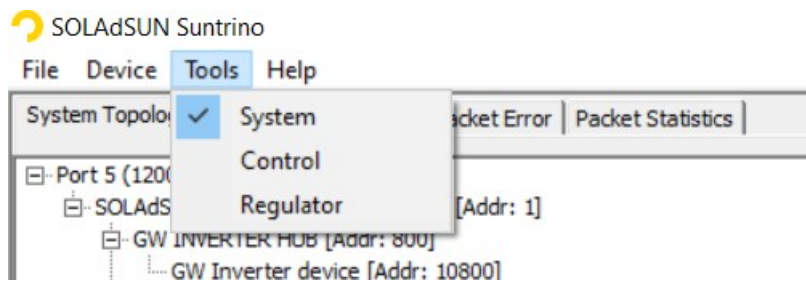 SOLAdSUN Suntrino
File Device Tools Help
System Topolo
System
Control
Regulator
acket Error
Packet Statistics
Port 5 (1200
SOLAdS
[Addr: 1]
GW INVERTER HUB [Addr: 800]
GW Inverter device [Addr: 10800]